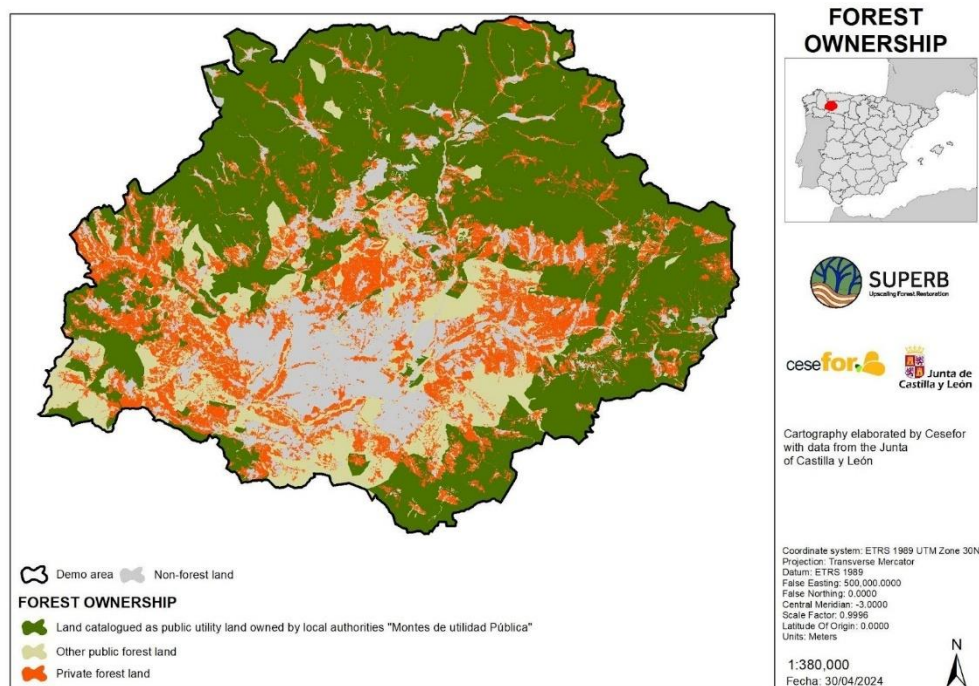 FOREST
OWNERSHIP
SUPERB
Upscaling Forest Restoration
cesefor
Junta de
Castilla y León
Cartography elaborated by Cesefor
with data from the Junta
of Castilla y León
Coordinate system: ETRS 1989 UTM Zone 30N
Projection: Transverse Mercator
Datum: ETRS 1989
False Easting: 500,000.0000
False Northing: 0.0000
Central Meridian: -3.0000
Scale Factor: 0.9996
Latitude Of Origin: 0.0000
Units: Meters
N
1:380,000
Fecha: 30/04/2024
Demo area Non-forest land
FOREST OWNERSHIP
Land catalogued as public utility land owned by local authorities "Montes de utilidad Pública"
Other public forest land
Private forest land